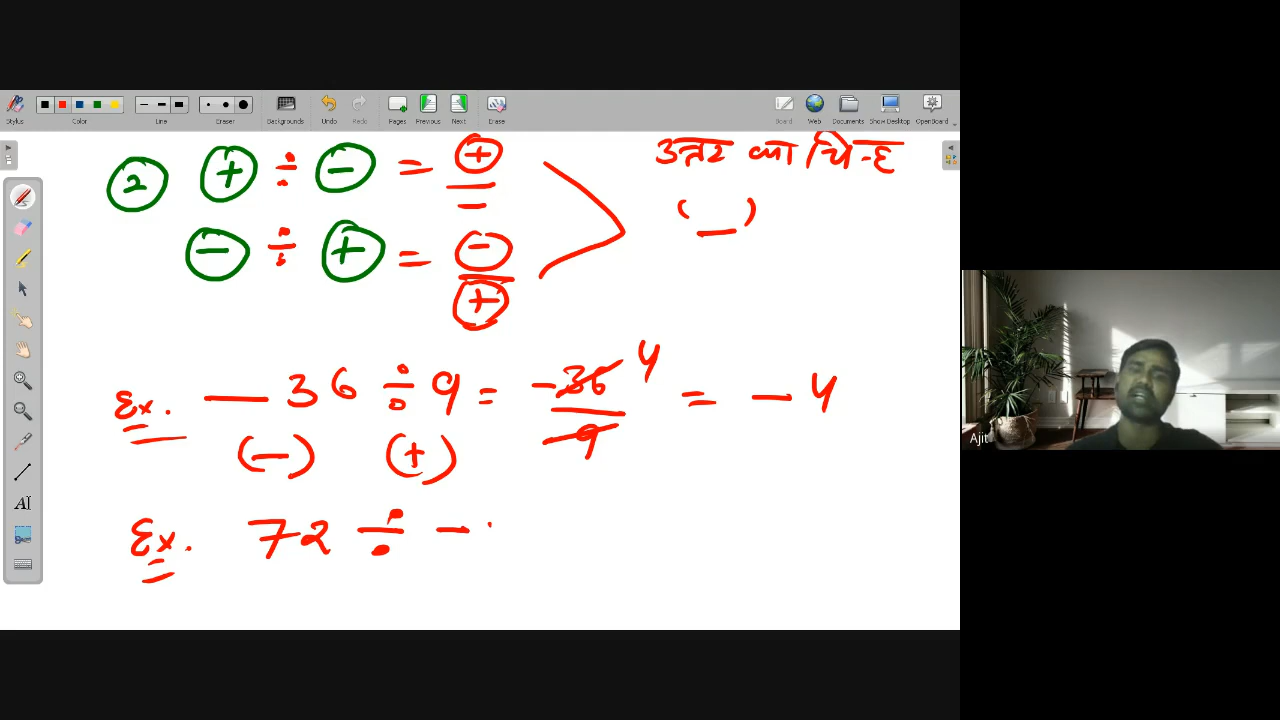 Stylus Color Line Eraser Backgrounds Undo Redo Pages Previous Next Erase Board Web Documents Show Desktop OpenBoard
② + ÷ − = +/−
उत्तर का चिन्ह
(−)
− ÷ + = −/+
Ex. −36 ÷ 9 = −36/9 4 = −4
(−) (+)
Ex. 72 ÷ −
Ajit